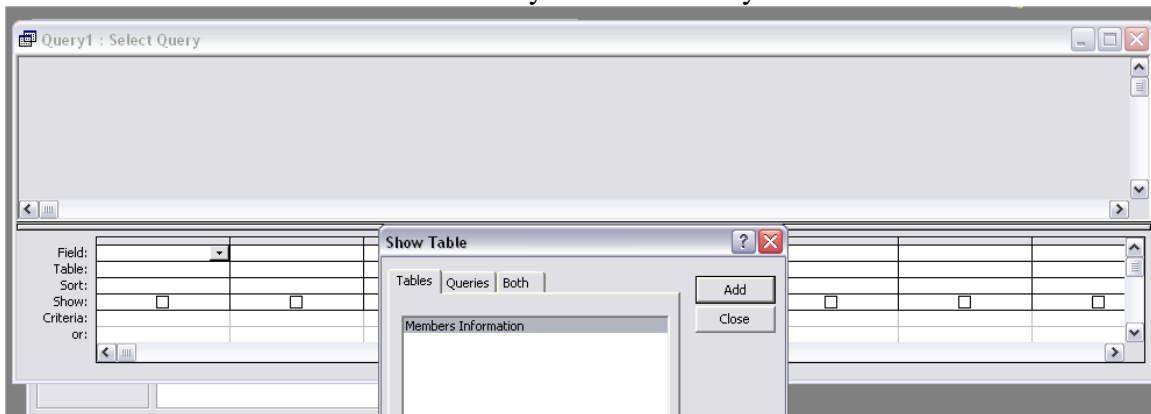 Query1 : Select Query
Field:
Table:
Sort:
Show:
Criteria:
or:
Show Table
Tables Queries Both
Members Information
Add
Close